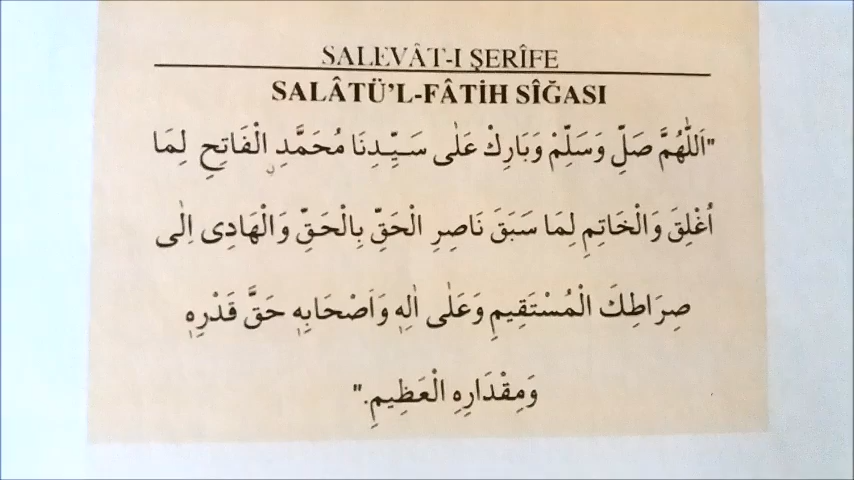 SALEVÂT-I ŞERÎFE
SALÂTÜ'L-FÂTİH SÎĞASI
"اَللّٰهُمَّ صَلِّ وَسَلِّمْ وَبَارِكْ عَلٰى سَيِّدِنَا مُحَمَّدٍ الْفَاتِحِ لِمَا
اُغْلِقَ وَالْخَاتِمِ لِمَا سَبَقَ نَاصِرِ الْحَقِّ بِالْحَقِّ وَالْهَادِى اِلٰى
صِرَاطِكَ الْمُسْتَقِيمِ وَعَلٰى اٰلِهٖ وَاَصْحَابِهٖ حَقَّ قَدْرِهٖ
وَمِقْدَارِهِ الْعَظِيمِ."